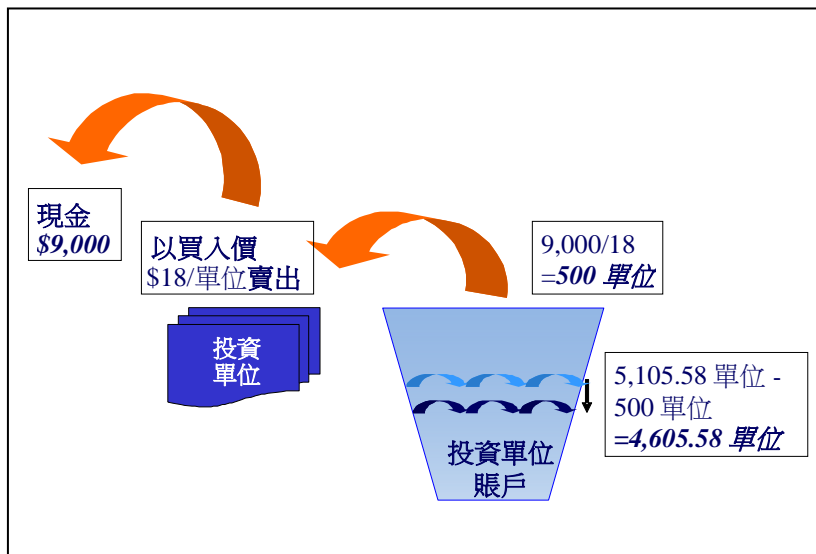 現金
$9,000
以買入價
$18/單位賣出
9,000/18
=500 單位
投資
單位
5,105.58 單位 -
500 單位
=4,605.58 單位
投資單位
賬戶